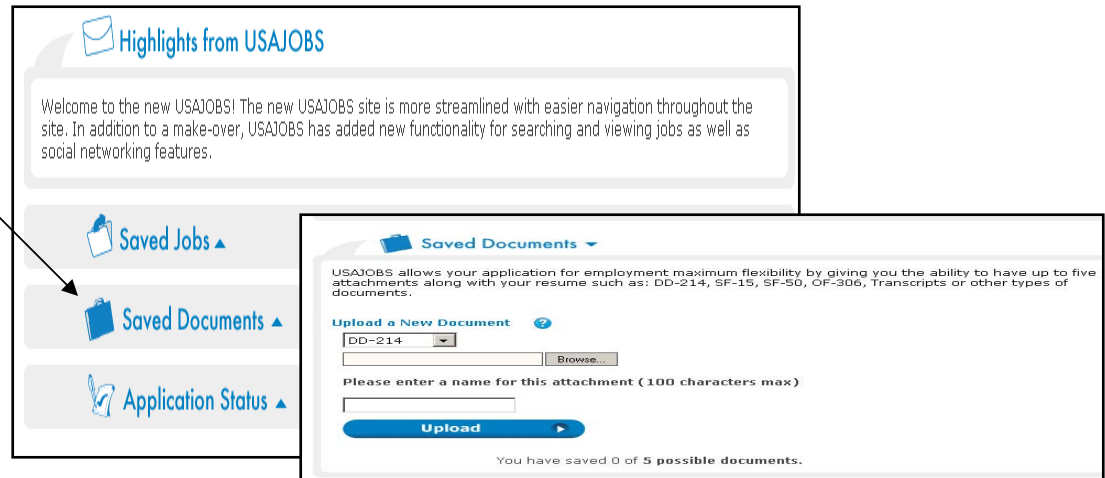 Highlights from USAJOBS
Welcome to the new USAJOBS! The new USAJOBS site is more streamlined with easier navigation throughout the
site. In addition to a make-over, USAJOBS has added new functionality for searching and viewing jobs as well as
social networking features.
Saved Jobs
Saved Documents
Application Status
Saved Documents
USAJOBS allows your application for employment maximum flexibility by giving you the ability to have up to five
attachments along with your resume such as: DD-214, SF-15, SF-50, OF-306, Transcripts or other types of
documents.
Upload a New Document ?
DD-214
Browse...
Please enter a name for this attachment (100 characters max)
Upload
You have saved 0 of 5 possible documents.